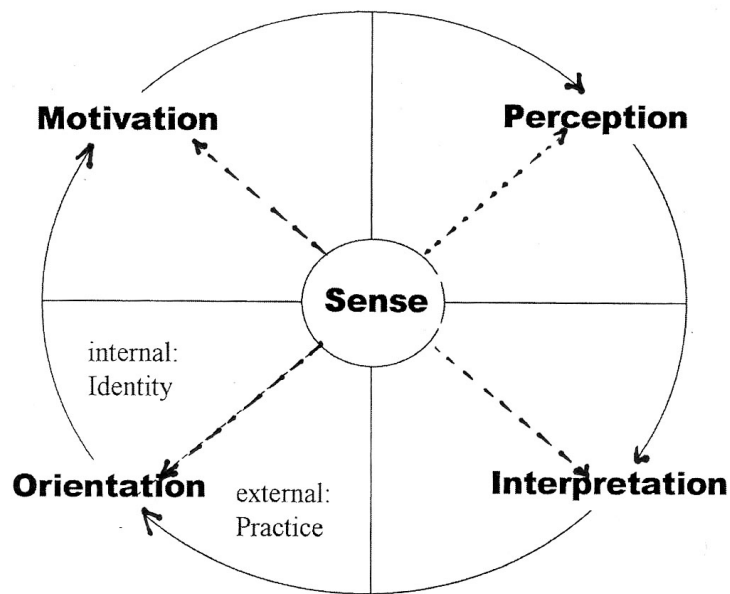 Motivation
Perception
Sense
internal:
Identity
Orientation
external:
Practice
Interpretation